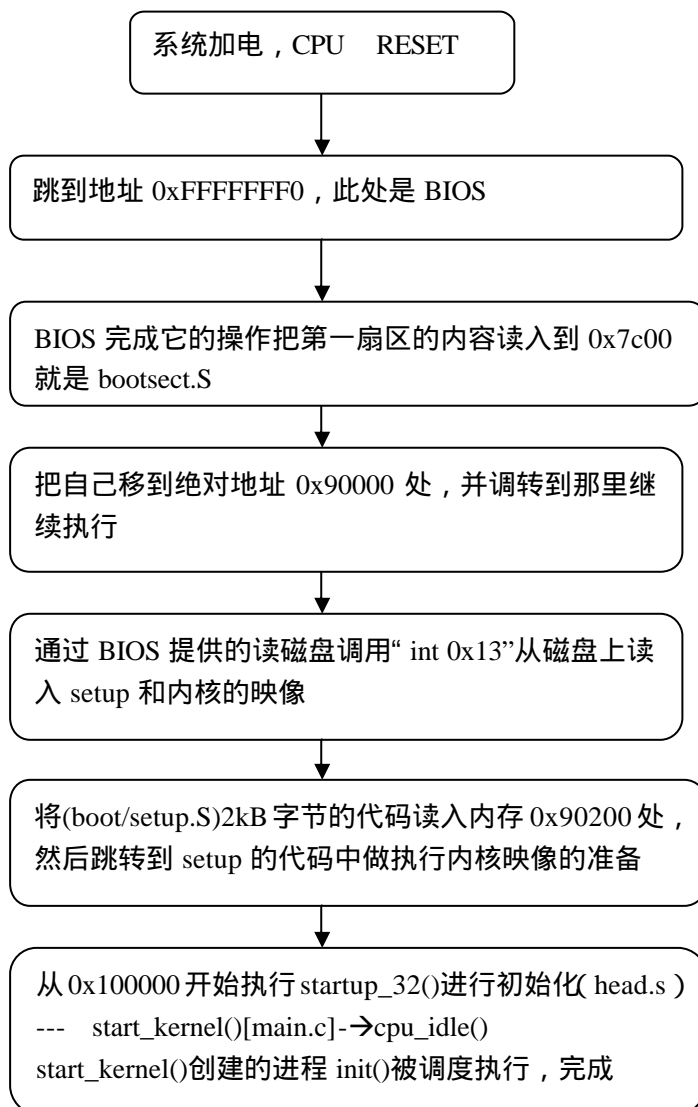 系统加电，CPU RESET
跳到地址 0xFFFFFFF0，此处是 BIOS
BIOS 完成它的操作把第一扇区的内容读入到 0x7c00
就是 bootsect.S
把自己移到绝对地址 0x90000 处，并调转到那里继
续执行
通过 BIOS 提供的读磁盘调用“ int 0x13”从磁盘上读
入 setup 和内核的映像
将(boot/setup.S)2kB 字节的代码读入内存 0x90200 处，
然后跳转到 setup 的代码中做执行内核映像的准备
从 0x100000 开始执行 startup_32()进行初始化（head.s）
--- start_kernel()[main.c]-→cpu_idle()
start_kernel()创建的进程 init()被调度执行，完成